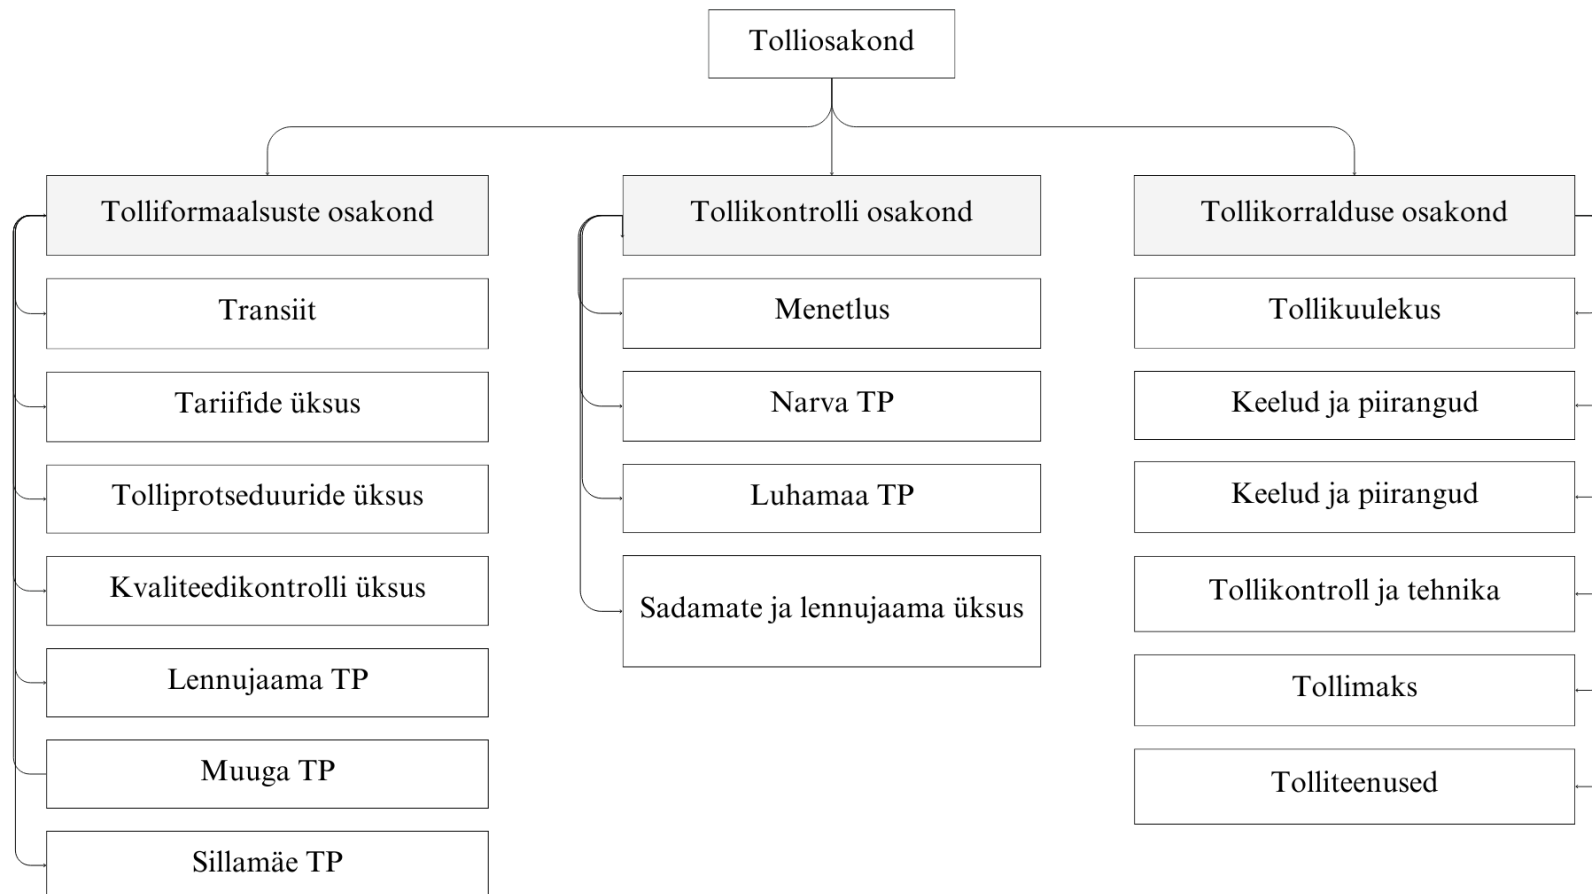 Tolliosakond
Tolliformaalsuste osakond
Transiit
Tariifide üksus
Tolliprotseduuride üksus
Kvaliteedikontrolli üksus
Lennujaama TP
Muuga TP
Sillamäe TP
Tollikontrolli osakond
Menetlus
Narva TP
Luhamaa TP
Sadamate ja lennujaama üksus
Tollikorralduse osakond
Tollikuulekus
Keelud ja piirangud
Keelud ja piirangud
Tollikontroll ja tehnika
Tollimaks
Tolliteenused